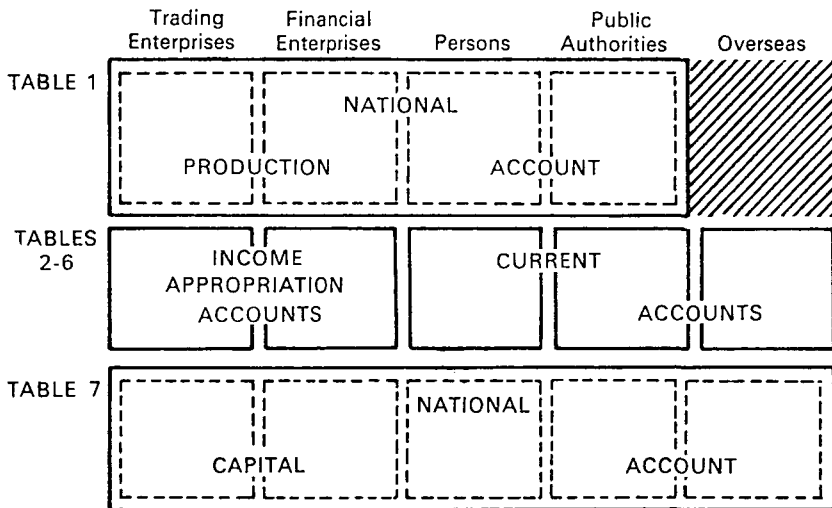 Trading Financial Public
Enterprises Enterprises Persons Authorities Overseas
TABLE 1
NATIONAL
PRODUCTION ACCOUNT
TABLES
2-6
INCOME CURRENT
APPROPRIATION
ACCOUNTS ACCOUNTS
TABLE 7
NATIONAL
CAPITAL ACCOUNT